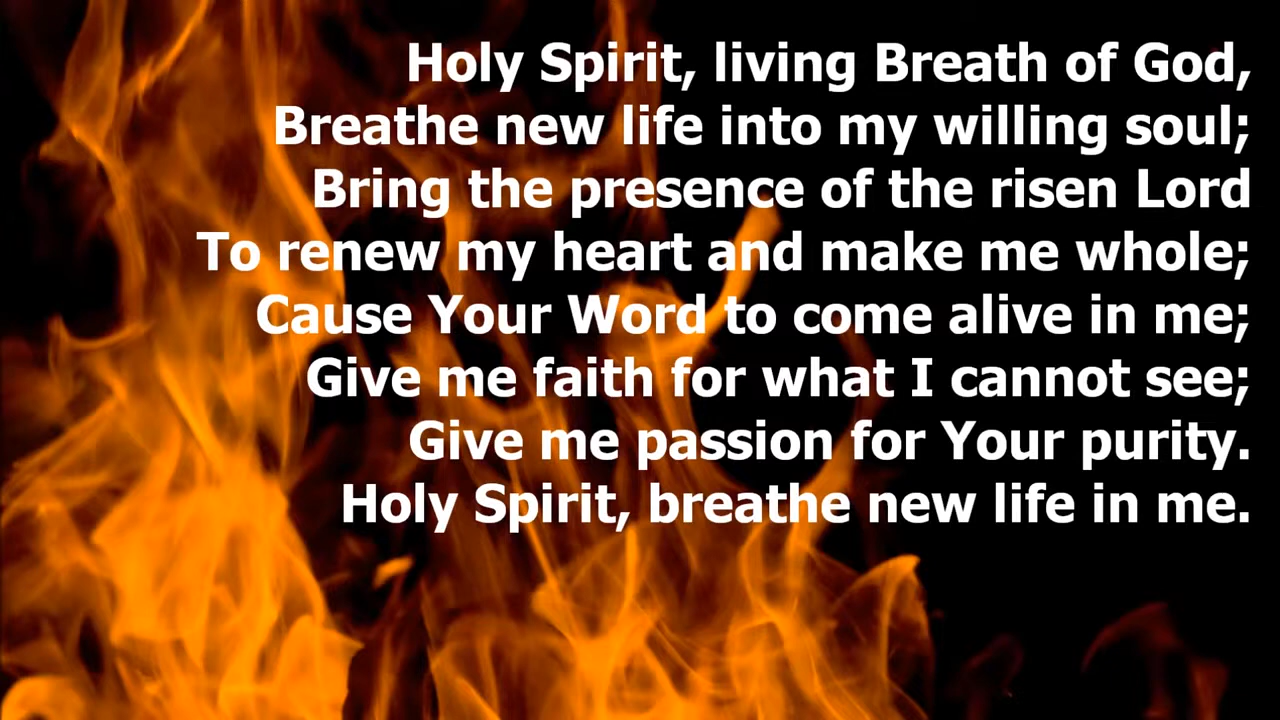 Holy Spirit, living Breath of God,
Breathe new life into my willing soul;
Bring the presence of the risen Lord
To renew my heart and make me whole;
Cause Your Word to come alive in me;
Give me faith for what I cannot see;
Give me passion for Your purity.
Holy Spirit, breathe new life in me.